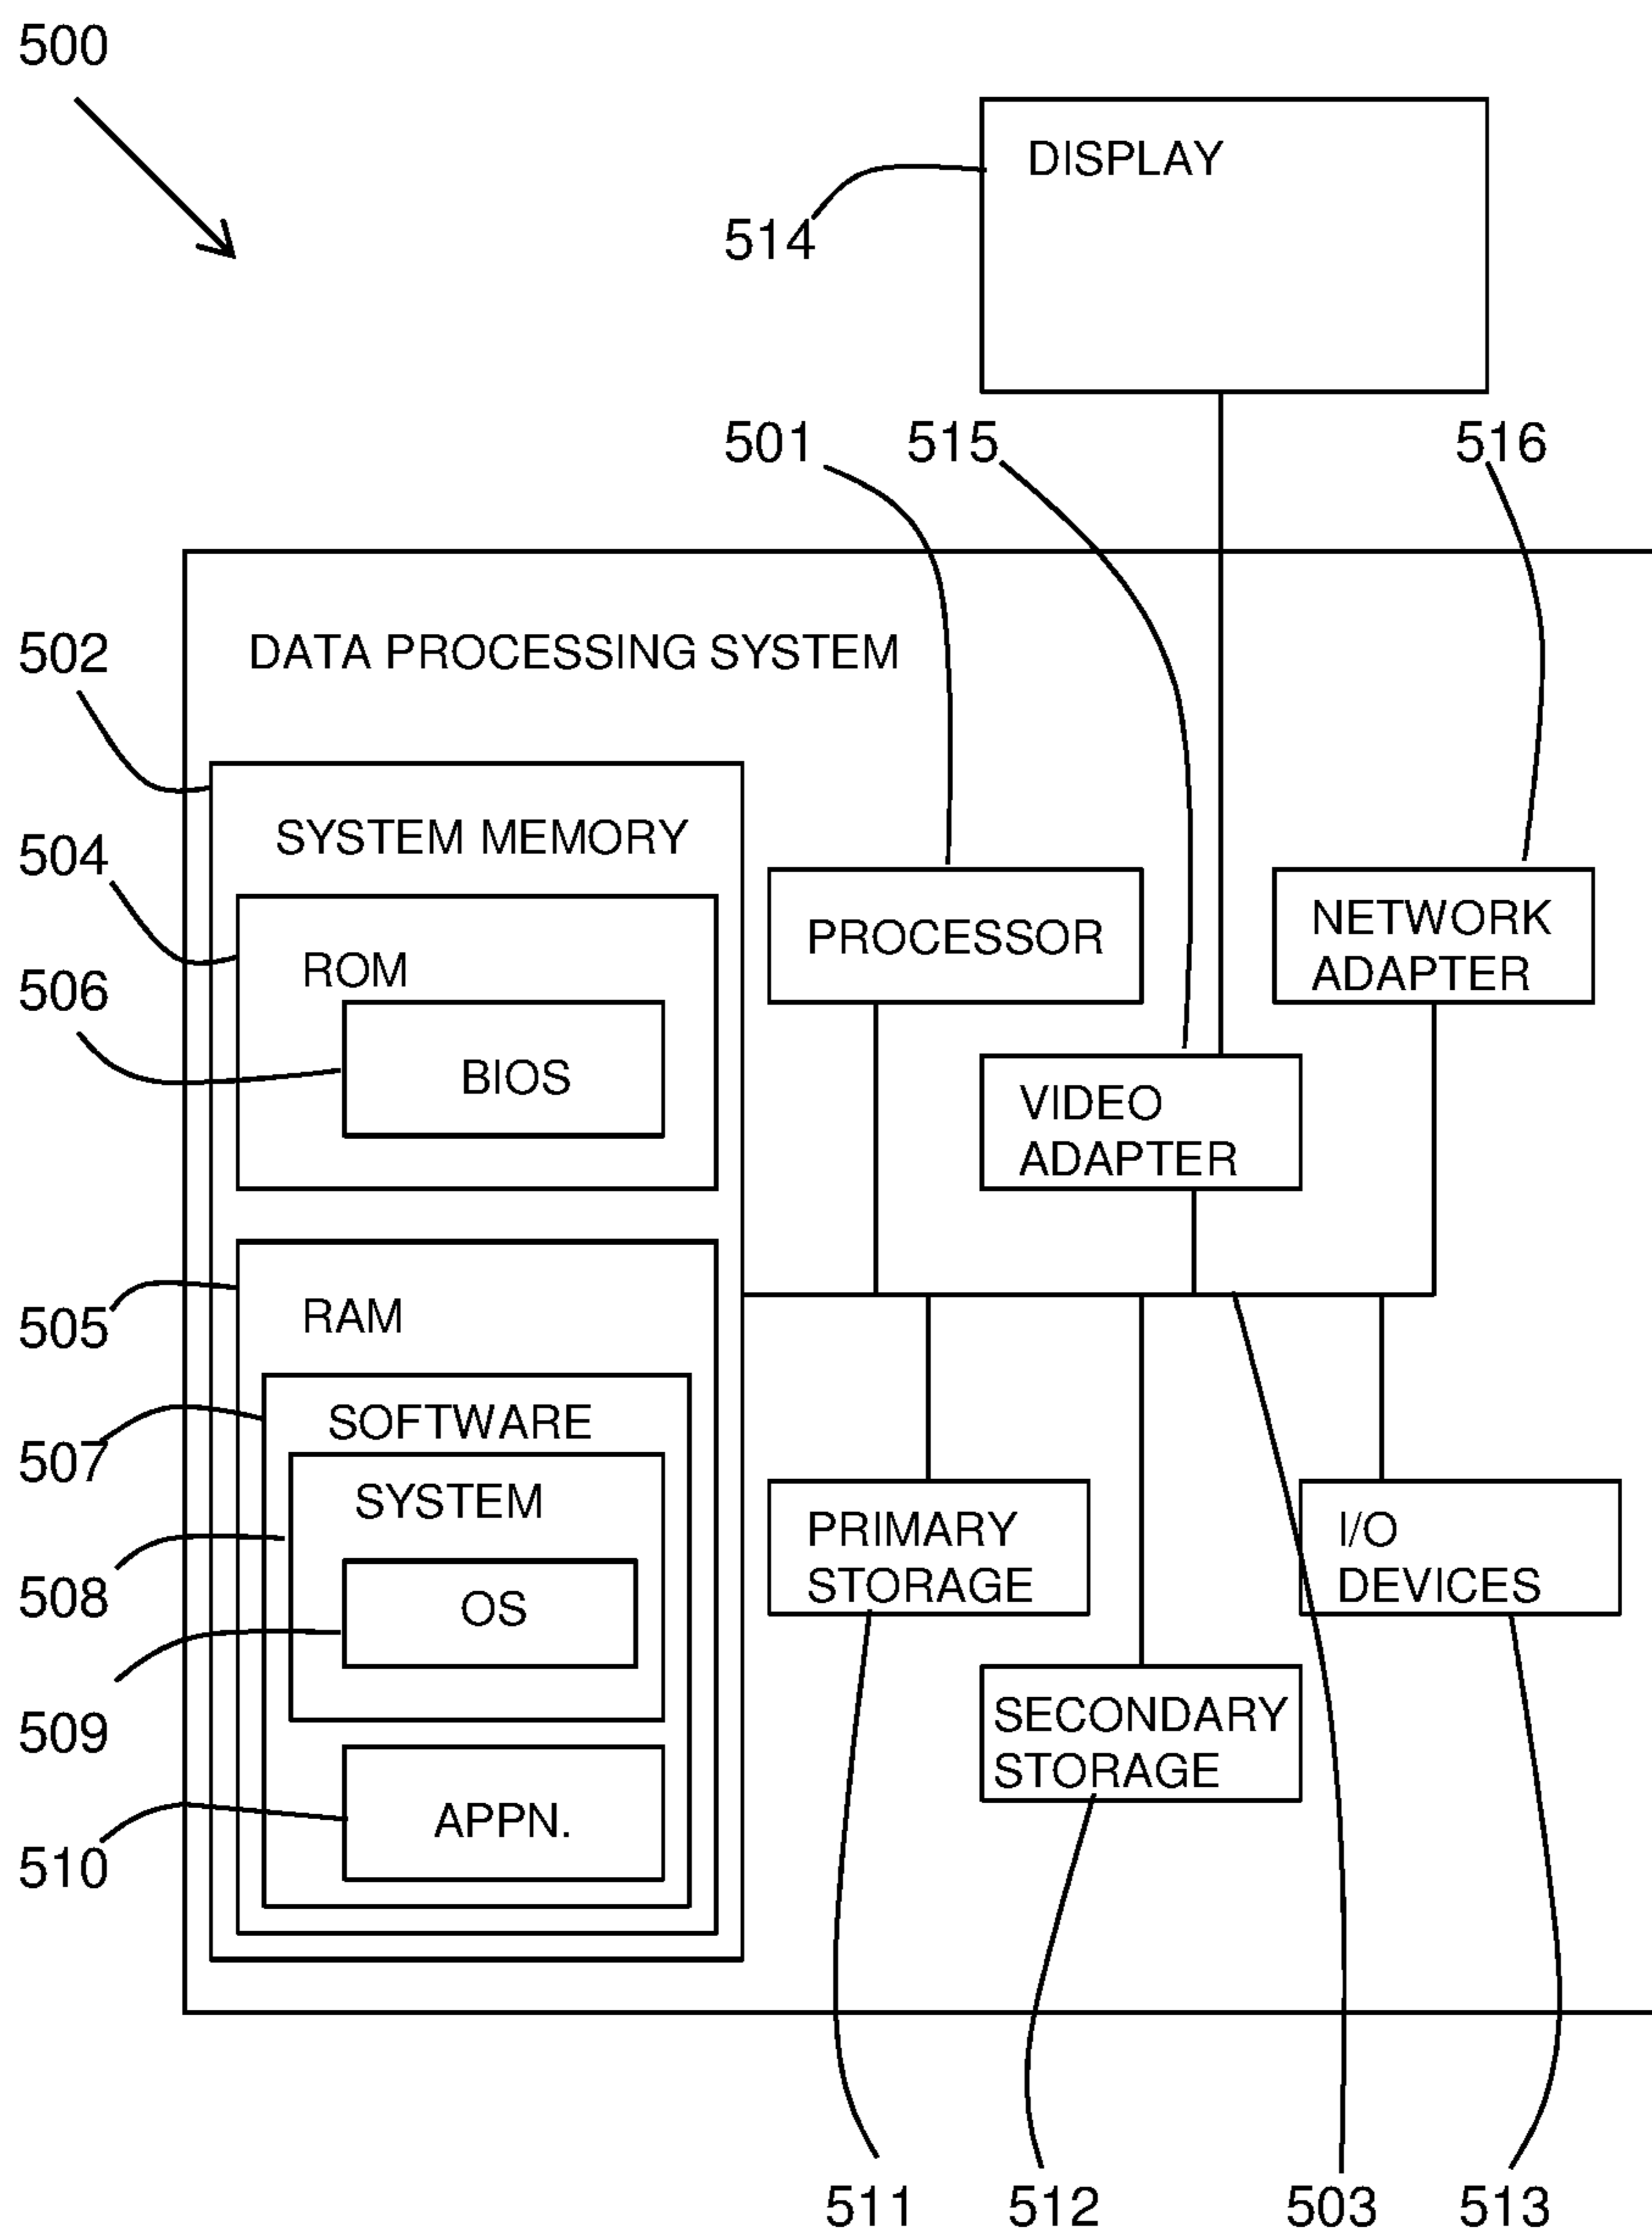 500
DISPLAY
514
501
515
516
DATA PROCESSING SYSTEM
502
SYSTEM MEMORY
504
ROM
506
BIOS
PROCESSOR
NETWORK
ADAPTER
VIDEO
ADAPTER
505
RAM
507
SOFTWARE
SYSTEM
508
OS
509
APPN.
510
PRIMARY
STORAGE
I/O
DEVICES
SECONDARY
STORAGE
511
512
503
513